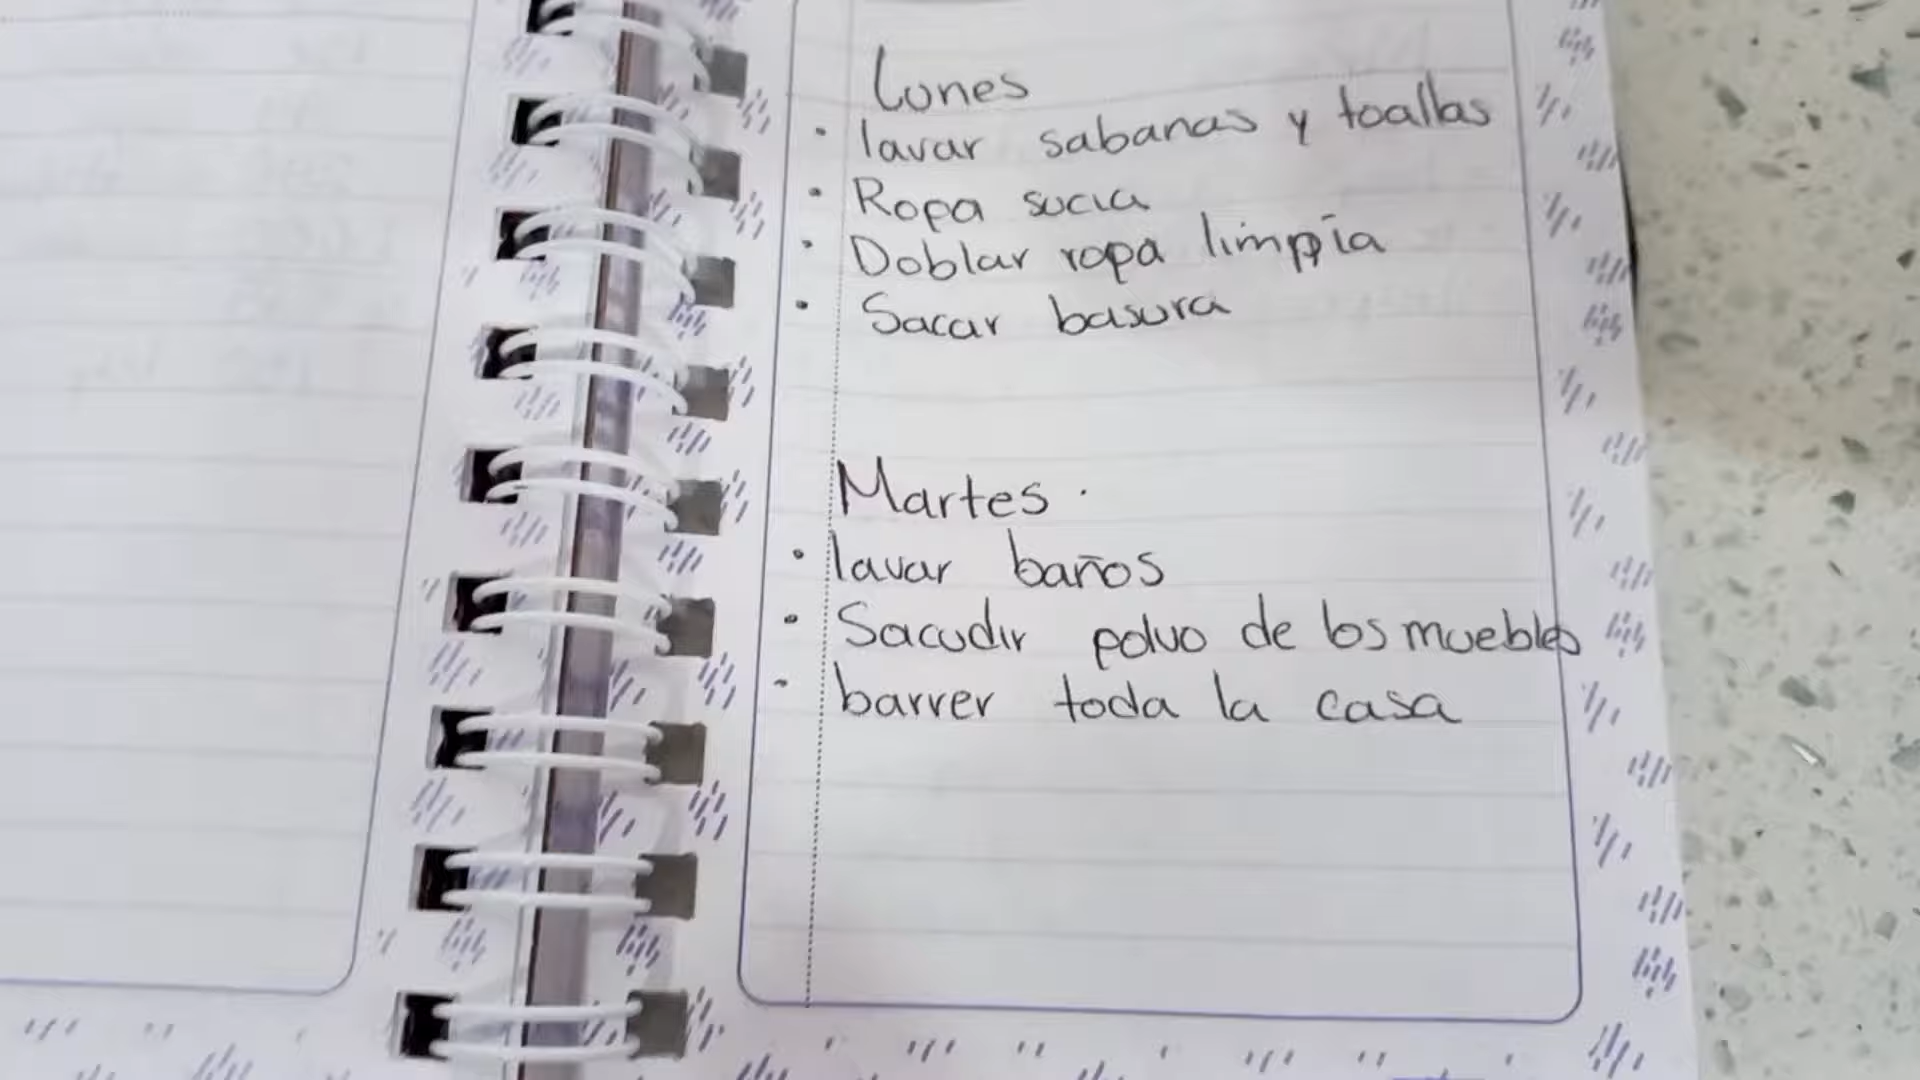 Lunes
• lavar sabanas y toallas
• Ropa sucia
• Doblar ropa limpia
• Sacar basura
Martes.
• lavar baños
• Sacudir polvo de los muebles
• barrer toda la casa